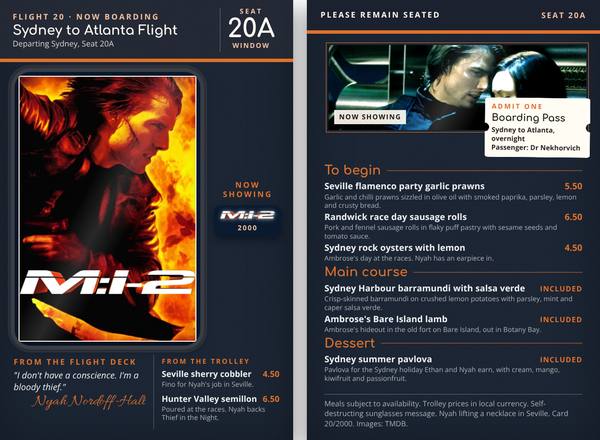 FLIGHT 20 · NOW BOARDING
Sydney to Atlanta Flight
Departing Sydney, Seat 20A
SEAT
20A
WINDOW
M:I-2
NOW
SHOWING
M:I-2
2000
FROM THE FLIGHT DECK
"I don't have a conscience. I'm a
bloody thief."
Nyah Nordoff-Hall
FROM THE TROLLEY
Seville sherry cobbler 4.50
Fino for Nyah's job in Seville.
Hunter Valley semillon 6.50
Poured at the races. Nyah backs
Thief in the Night.
PLEASE REMAIN SEATED
SEAT 20A
NOW SHOWING
ADMIT ONE
Boarding Pass
Sydney to Atlanta,
overnight
Passenger: Dr Nekhorvich
To begin
Seville flamenco party garlic prawns 5.50
Garlic and chilli prawns sizzled in olive oil with smoked paprika, parsley, lemon
and crusty bread.
Randwick race day sausage rolls 6.50
Pork and fennel sausage rolls in flaky puff pastry with sesame seeds and
tomato sauce.
Sydney rock oysters with lemon 4.50
Ambrose's day at the races. Nyah has an earpiece in.
Main course
Sydney Harbour barramundi with salsa verde INCLUDED
Crisp-skinned barramundi on crushed lemon potatoes with parsley, mint and
caper salsa verde.
Ambrose's Bare Island lamb INCLUDED
Ambrose's hideout in the old fort on Bare Island, out in Botany Bay.
Dessert
Sydney summer pavlova INCLUDED
Pavlova for the Sydney holiday Ethan and Nyah earn, with cream, mango,
kiwifruit and passionfruit.
Meals subject to availability. Trolley prices in local currency. Self-
destructing sunglasses message. Nyah lifting a necklace in Seville. Card
20/2000. Images: TMDB.